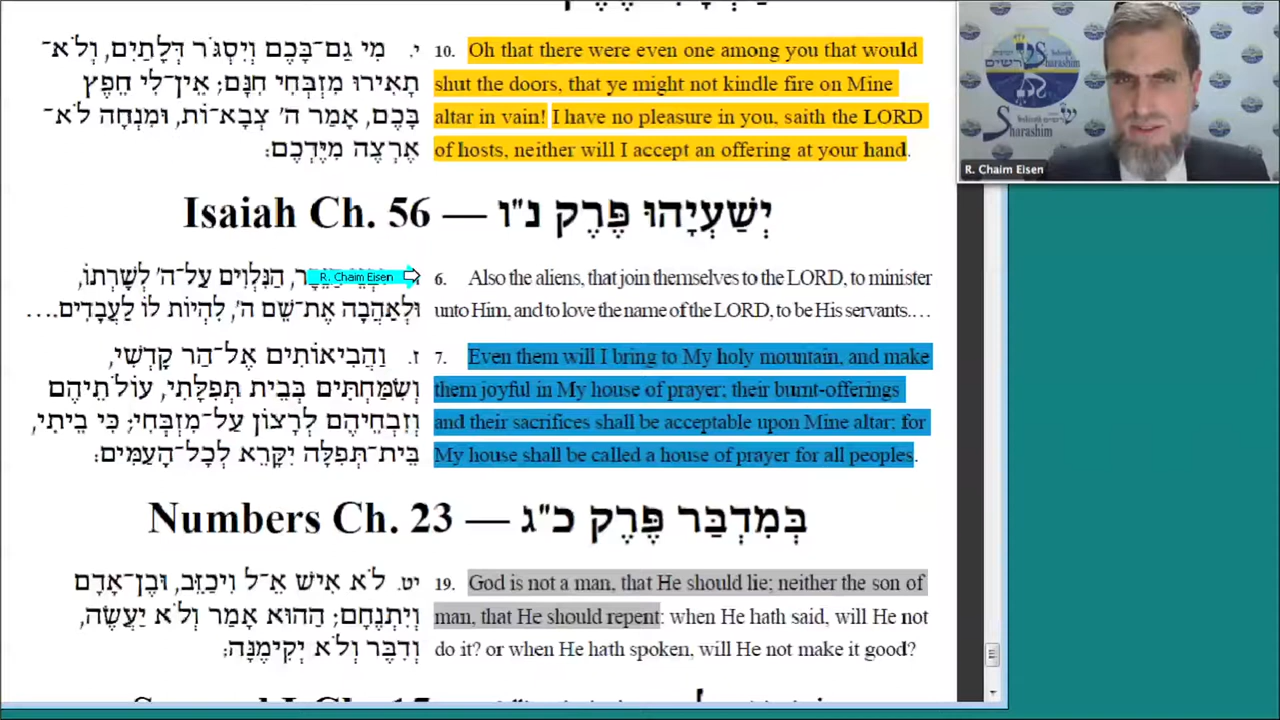 מִי גַם־בָּכֶם וְיִסְגֹּר דְּלָתַיִם, וְלֹא־
תָאִירוּ מִזְבְּחִי חִנָּם; אֵין־לִי חֵפֶץ
בָּכֶם, אָמַר ה' צְבָא־וֹת, וּמִנְחָה לֹא־
אֶרְצֶה מִיֶּדְכֶם:
10. Oh that there were even one among you that would
shut the doors, that ye might not kindle fire on Mine
altar in vain! I have no pleasure in you, saith the LORD
of hosts, neither will I accept an offering at your hand.
Isaiah Ch. 56 — יְשַׁעְיָהוּ פֶּרֶק נ"ו
הַנִּלְוִים עַל־ה' לְשָׁרְתוֹ,
וּלְאַהֲבָה אֶת־שֵׁם ה', לִהְיוֹת לוֹ לַעֲבָדִים....
R. Chaim Eisen
6. Also the aliens, that join themselves to the LORD, to minister
unto Him, and to love the name of the LORD, to be His servants....
ז. וַהֲבִיאוֹתִים אֶל־הַר קָדְשִׁי,
וְשִׂמַּחְתִּים בְּבֵית תְּפִלָּתִי, עוֹלֹתֵיהֶם
וְזִבְחֵיהֶם לְרָצוֹן עַל־מִזְבְּחִי; כִּי בֵיתִי,
בֵּית־תְּפִלָּה יִקָּרֵא לְכָל־הָעַמִּים:
7. Even them will I bring to My holy mountain, and make
them joyful in My house of prayer; their burnt-offerings
and their sacrifices shall be acceptable upon Mine altar: for
My house shall be called a house of prayer for all peoples.
Numbers Ch. 23 — בְּמִדְבַּר פֶּרֶק כ"ג
יט. לֹא אִישׁ אֵ־ל וִיכַזֵּב, וּבֶן־אָדָם
וְיִתְנֶחָם; הַהוּא אָמַר וְלֹא יַעֲשֶׂה,
וְדִבֶּר וְלֹא יְקִימֶנָּה:
19. God is not a man, that He should lie; neither the son of
man, that He should repent: when He hath said, will He not
do it? or when He hath spoken, will He not make it good?
Sharashim
Sharashim
R. Chaim Eisen